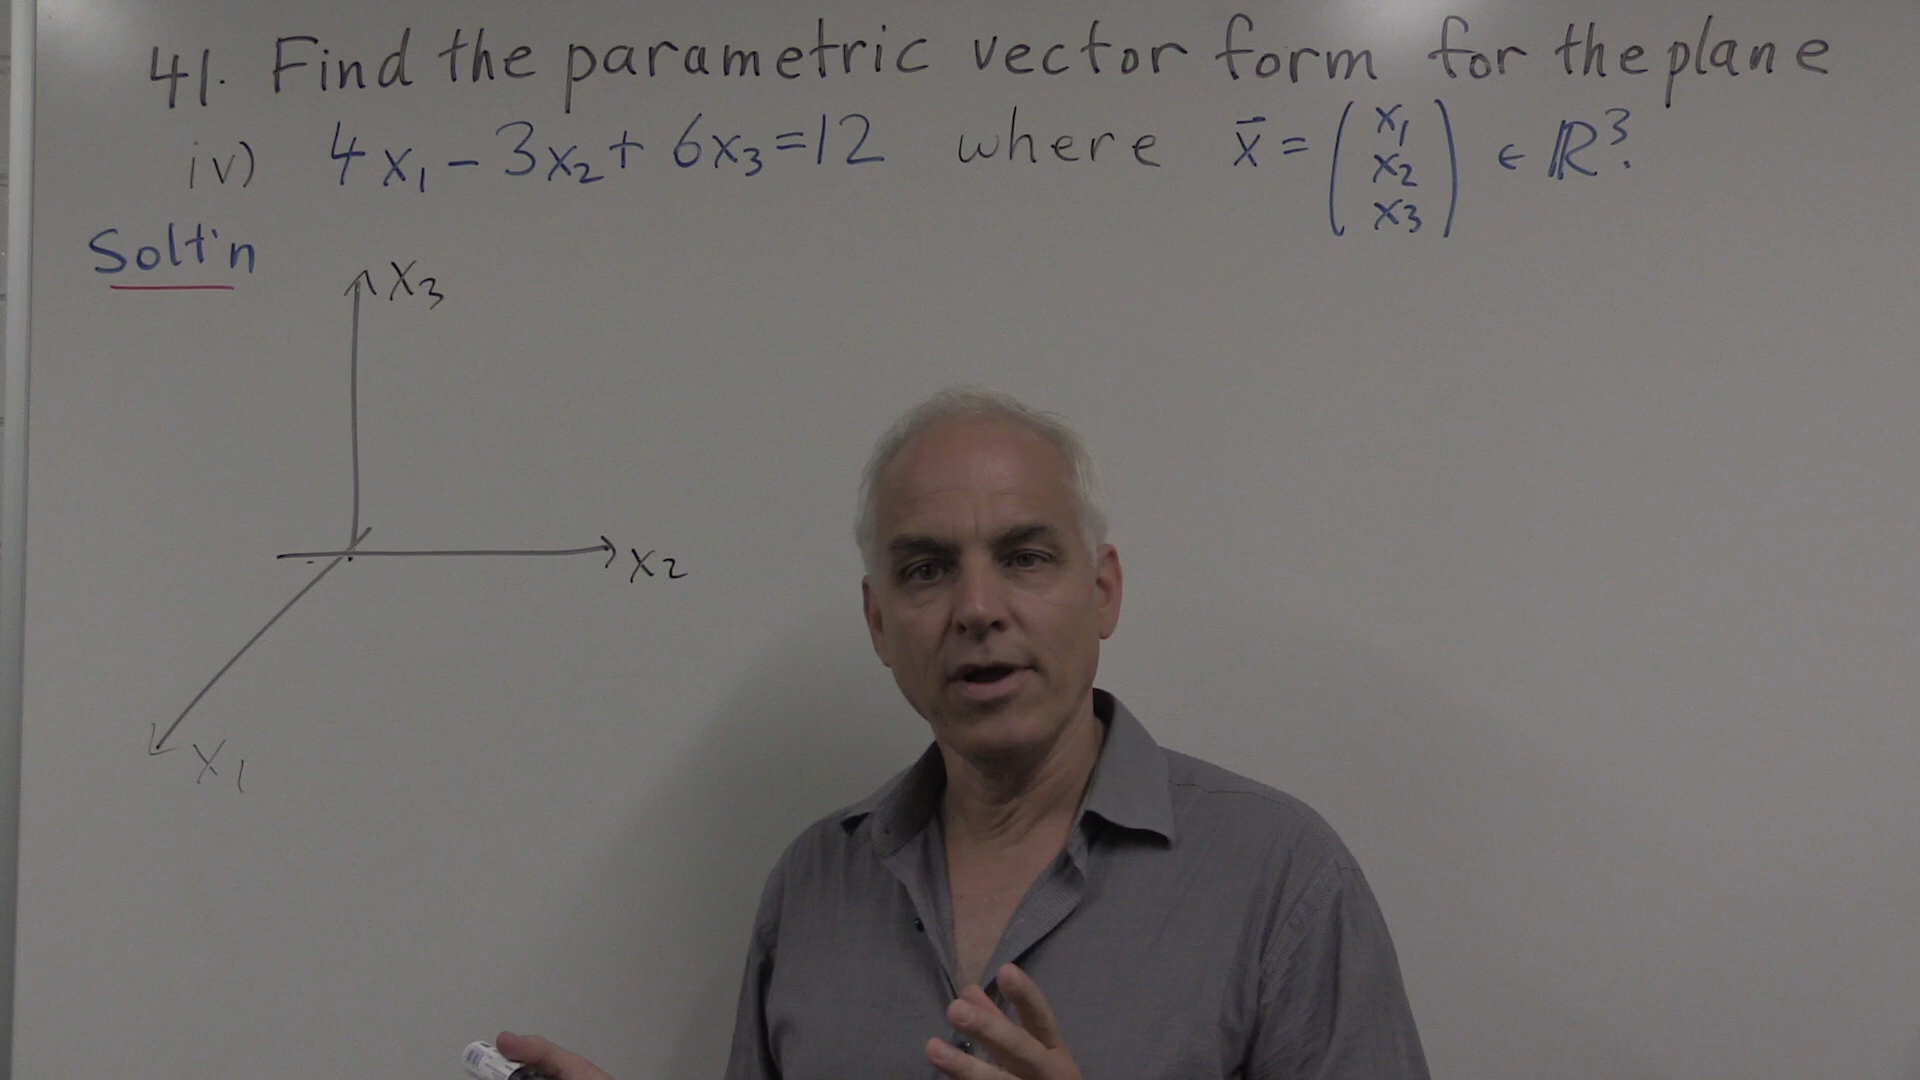 41. Find the parametric vector form for the plane
iv) 4x₁ - 3x₂ + 6x₃ = 12 where x̄ = (x₁ x₂ x₃) ∈ ℝ³.
Solt'n
x₃
x₂
x₁